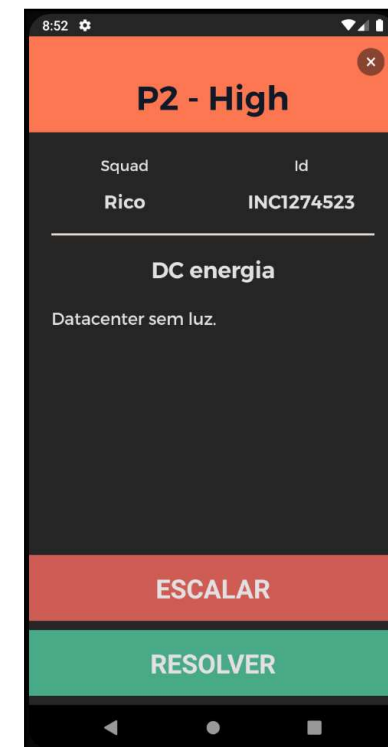 8:52
P2 - High
Squad Id
Rico INC1274523
DC energia
Datacenter sem luz.
ESCALAR
RESOLVER